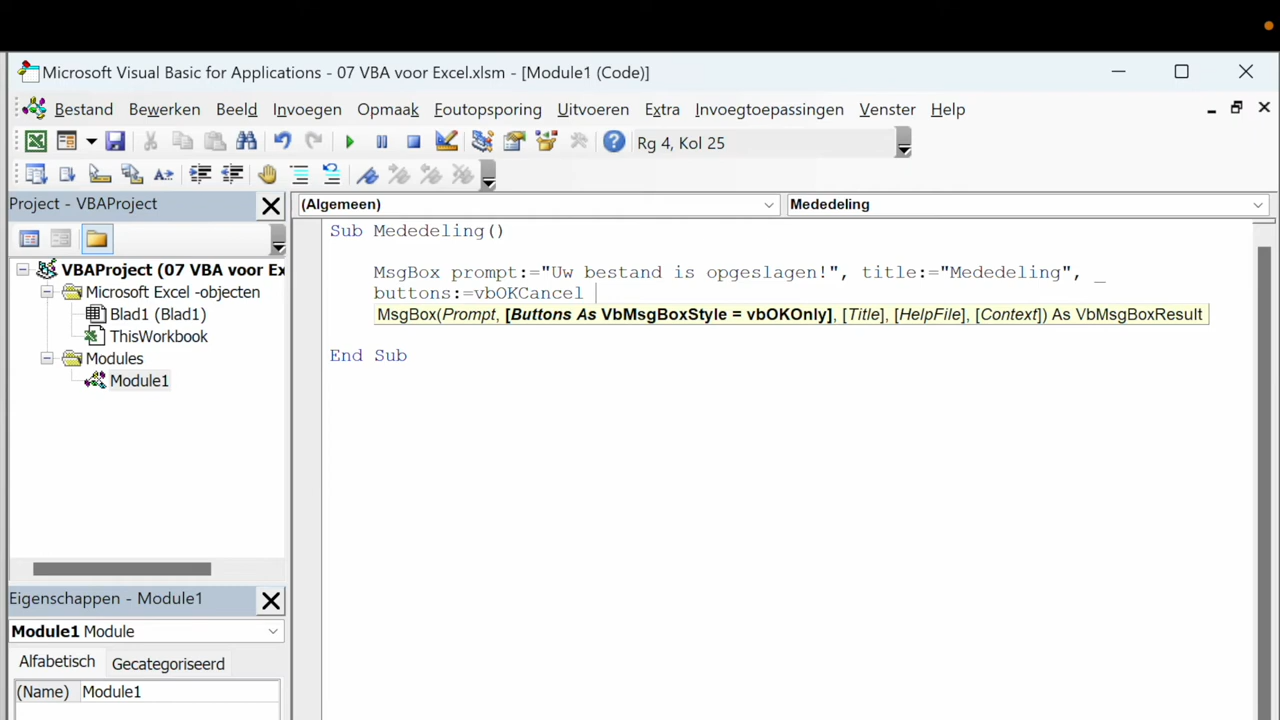 Microsoft Visual Basic for Applications - 07 VBA voor Excel.xlsm - [Module1 (Code)]
Bestand Bewerken Beeld Invoegen Opmaak Foutopsporing Uitvoeren Extra Invoegtoepassingen Venster Help
Rg 4, Kol 25
Project - VBAProject
(Algemeen)
Mededeling
VBAProject (07 VBA voor Ex
Microsoft Excel -objecten
Blad1 (Blad1)
ThisWorkbook
Modules
Module1
Sub Mededeling()
MsgBox prompt:="Uw bestand is opgeslagen!", title:="Mededeling", _
buttons:=vbOKCancel
MsgBox(Prompt, [Buttons As VbMsgBoxStyle = vbOKOnly], [Title], [HelpFile], [Context]) As VbMsgBoxResult
End Sub
Eigenschappen - Module1
Module1 Module
Alfabetisch Gecategoriseerd
(Name) Module1